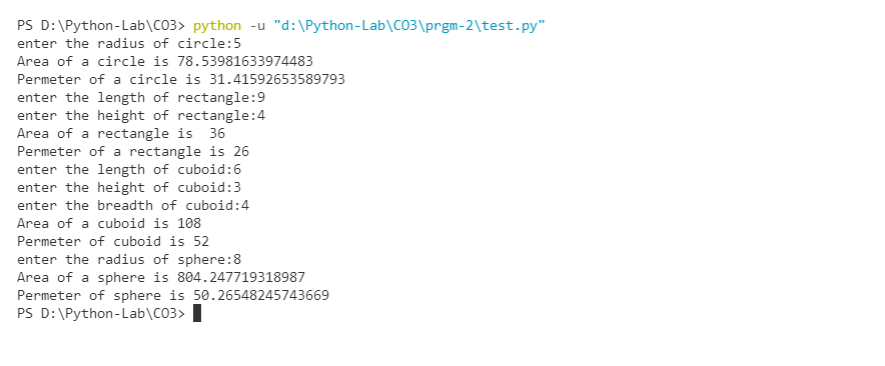 PS D:\Python-Lab\CO3> python -u "d:\Python-Lab\CO3\prgm-2\test.py"
enter the radius of circle:5
Area of a circle is 78.53981633974483
Permeter of a circle is 31.41592653589793
enter the length of rectangle:9
enter the height of rectangle:4
Area of a rectangle is  36
Permeter of a rectangle is 26
enter the length of cuboid:6
enter the height of cuboid:3
enter the breadth of cuboid:4
Area of a cuboid is 108
Permeter of cuboid is 52
enter the radius of sphere:8
Area of a sphere is 804.247719318987
Permeter of sphere is 50.26548245743669
PS D:\Python-Lab\CO3>